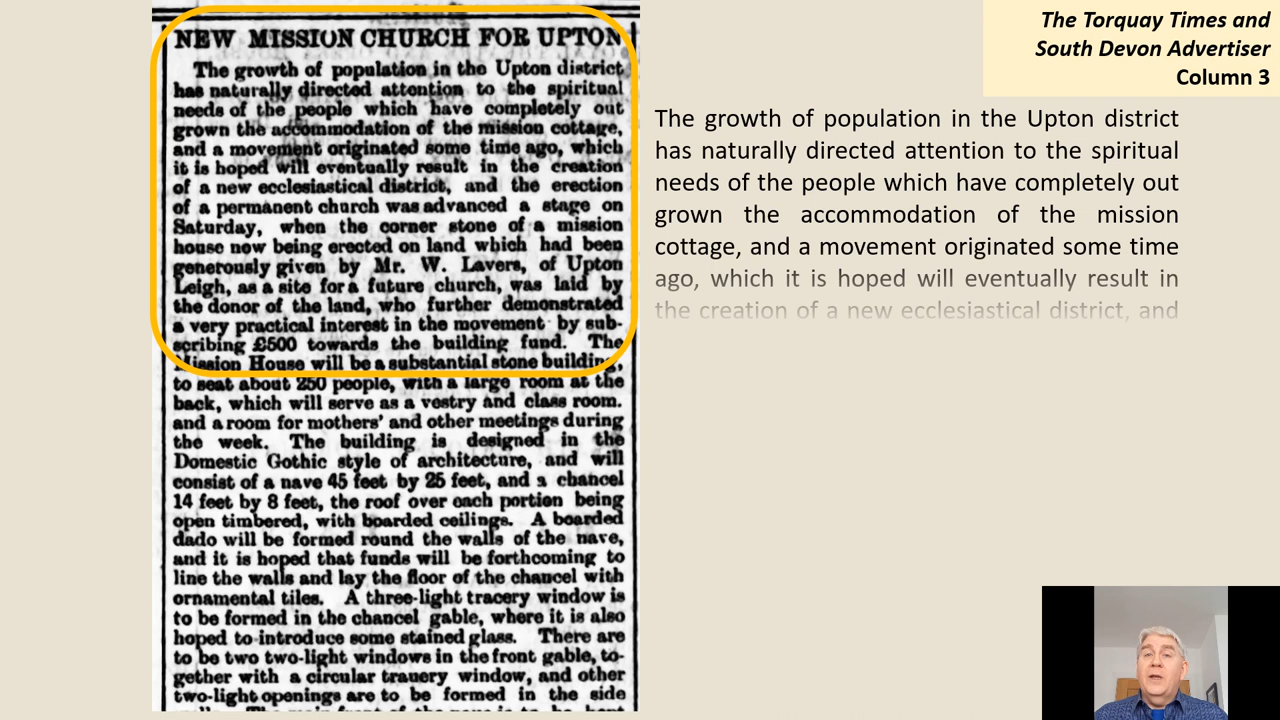 NEW MISSION CHURCH FOR UPTON
The growth of population in the Upton district
has naturally directed attention to the spiritual
needs of the people which have completely out
grown the accommodation of the mission cottage,
and a movement originated some time ago, which
it is hoped will eventually result in the creation
of a new ecclesiastical district, and the erection
of a permanent church was advanced a stage on
Saturday, when the corner stone of a mission
house now being erected on land which had been
generously given by Mr. W. Lavers, of Upton
Leigh, as a site for a future church, was laid by
the donor of the land, who further demonstrated
a very practical interest in the movement by sub-
scribing £500 towards the building fund. The
Mission House will be a substantial stone building,
to seat about 250 people, with a large room at the
back, which will serve as a vestry and class room.
and a room for mothers' and other meetings during
the week. The building is designed in the
Domestic Gothic style of architecture, and will
consist of a nave 45 feet by 25 feet, and a chancel
14 feet by 8 feet, the roof over each portion being
open timbered, with boarded ceilings. A boarded
dado will be formed round the walls of the nave,
and it is hoped that funds will be forthcoming to
line the walls and lay the floor of the chancel with
ornamental tiles. A three-light tracery window is
to be formed in the chancel gable, where it is also
hoped to introduce some stained glass. There are
to be two two-light windows in the front gable, to-
gether with a circular tracery window, and other
two-light openings are to be formed in the side
The Torquay Times and
South Devon Advertiser
Column 3
The growth of population in the Upton district
has naturally directed attention to the spiritual
needs of the people which have completely out
grown the accommodation of the mission
cottage, and a movement originated some time
ago, which it is hoped will eventually result in
the creation of a new ecclesiastical district, and